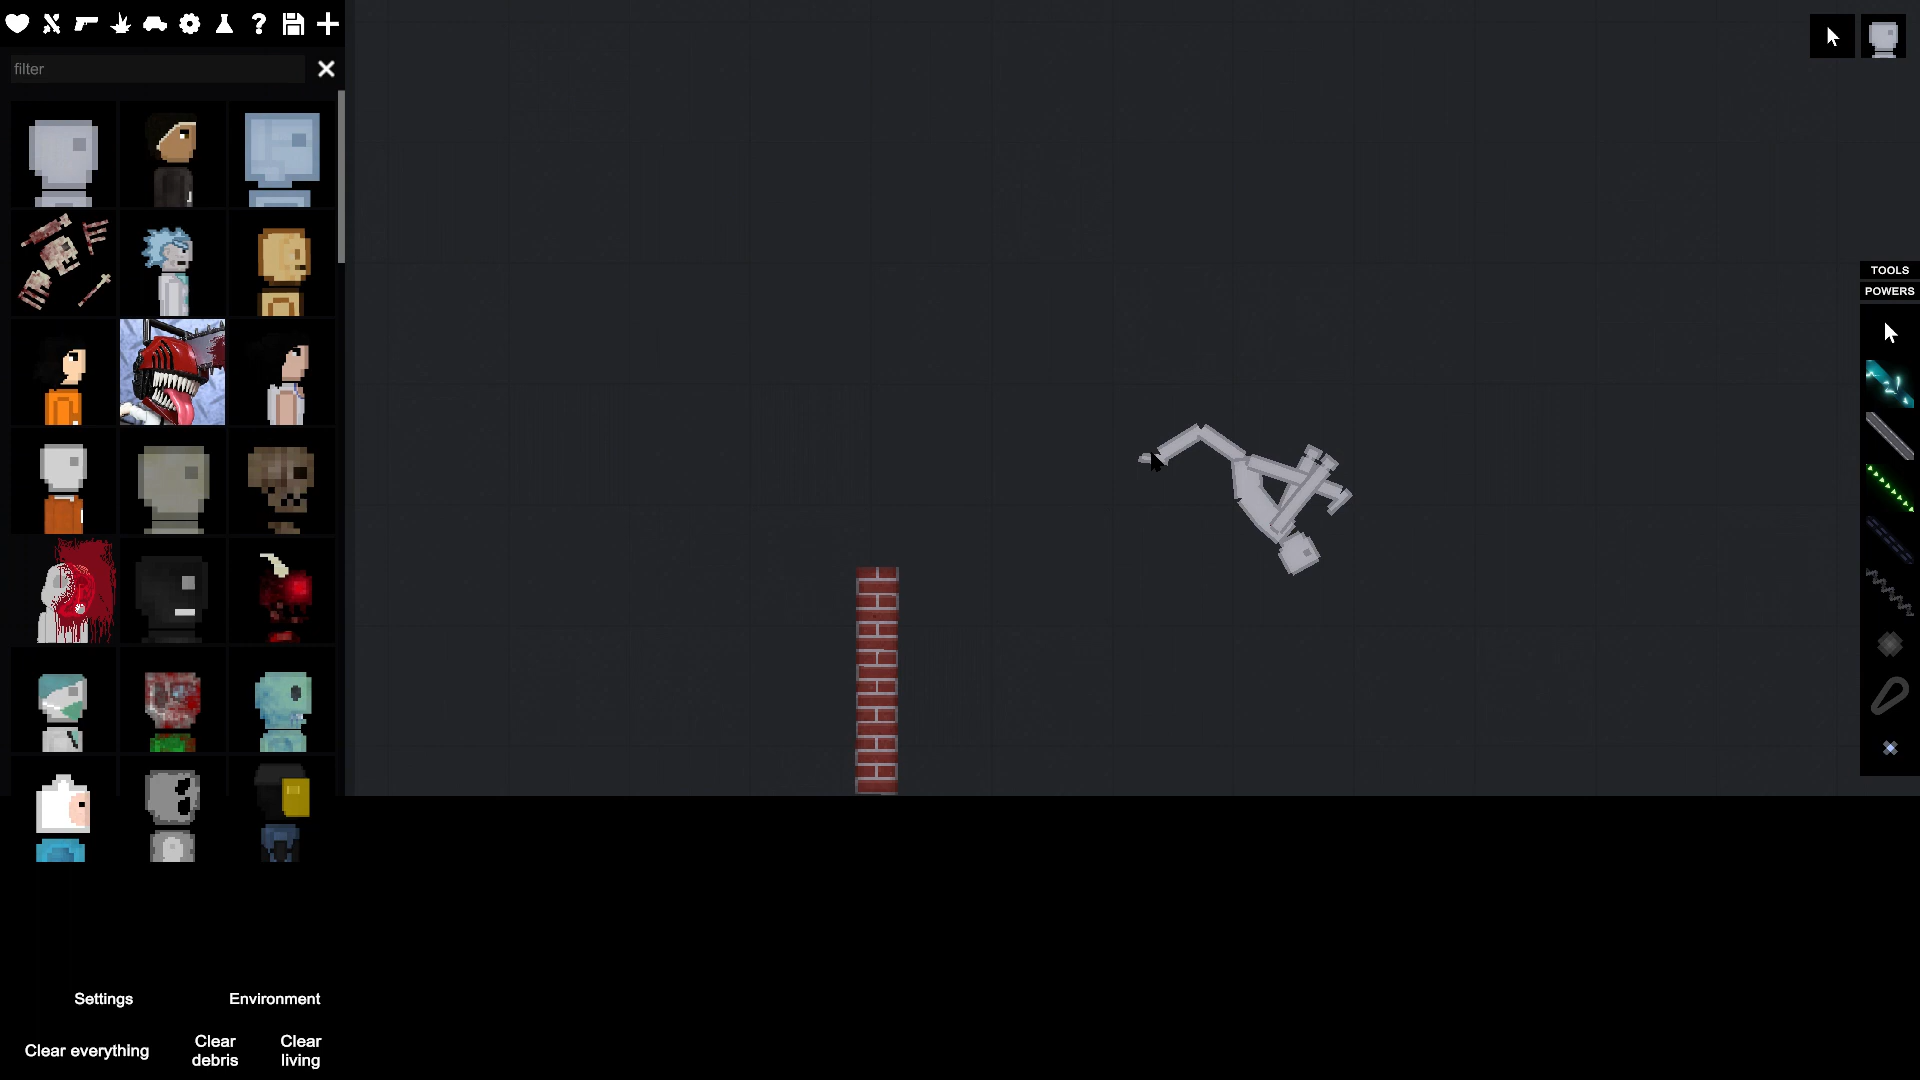 filter
TOOLS
POWERS
Settings
Environment
Clear everything
Clear debris
Clear living